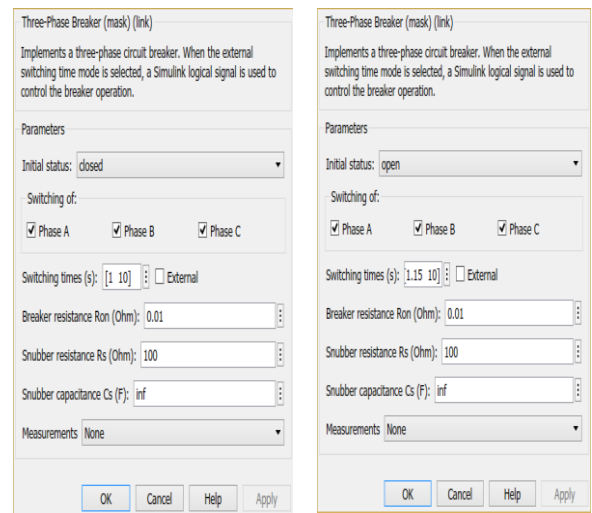 Three-Phase Breaker (mask) (link)
Implements a three-phase circuit breaker. When the external
switching time mode is selected, a Simulink logical signal is used to
control the breaker operation.
Parameters
Initial status: closed
Switching of:
Phase A
Phase B
Phase C
Switching times (s): [1 10]
External
Breaker resistance Ron (Ohm): 0.01
Snubber resistance Rs (Ohm): 100
Snubber capacitance Cs (F): inf
Measurements None
OK
Cancel
Help
Apply
Three-Phase Breaker (mask) (link)
Implements a three-phase circuit breaker. When the external
switching time mode is selected, a Simulink logical signal is used to
control the breaker operation.
Parameters
Initial status: open
Switching of:
Phase A
Phase B
Phase C
Switching times (s): [1.15 10]
External
Breaker resistance Ron (Ohm): 0.01
Snubber resistance Rs (Ohm): 100
Snubber capacitance Cs (F): inf
Measurements None
OK
Cancel
Help
Apply